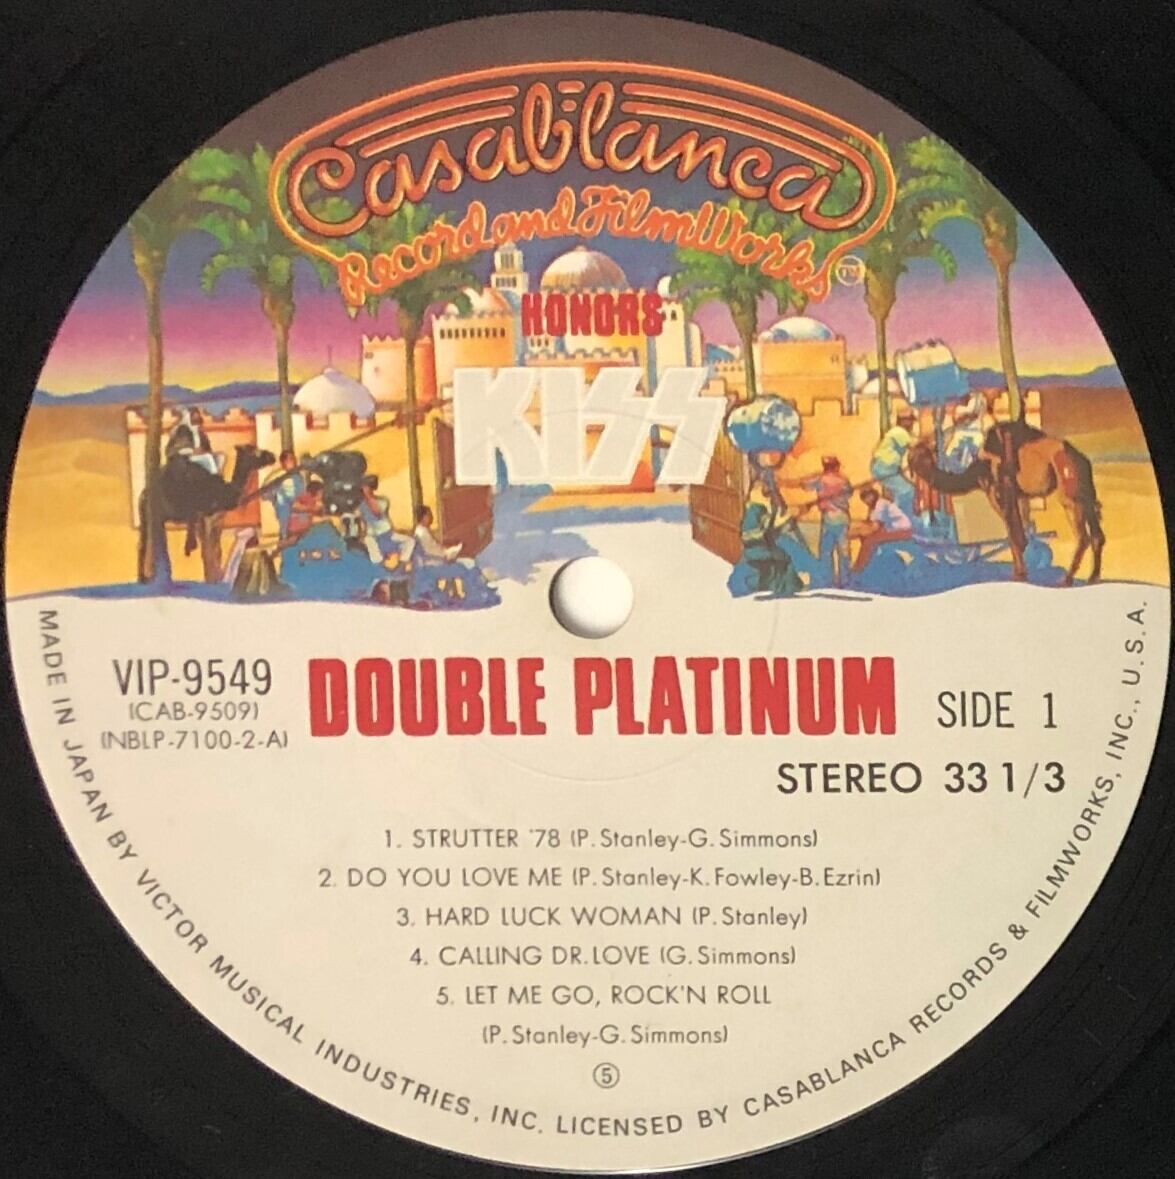 Casablanca
Record and FilmWorks TM
HONORS
KISS
VIP-9549
(CAB-9509)
(NBLP-7100-2-A)
DOUBLE PLATINUM
SIDE 1
STEREO 33 1/3
1. STRUTTER '78 (P. Stanley-G. Simmons)
2. DO YOU LOVE ME (P. Stanley-K. Fowley-B. Ezrin)
3. HARD LUCK WOMAN (P. Stanley)
4. CALLING DR. LOVE (G. Simmons)
5. LET ME GO, ROCK'N ROLL
(P. Stanley-G. Simmons)
⑤
MADE IN JAPAN BY VICTOR MUSICAL INDUSTRIES, INC. LICENSED BY CASABLANCA RECORDS & FILMWORKS, INC., U.S.A.